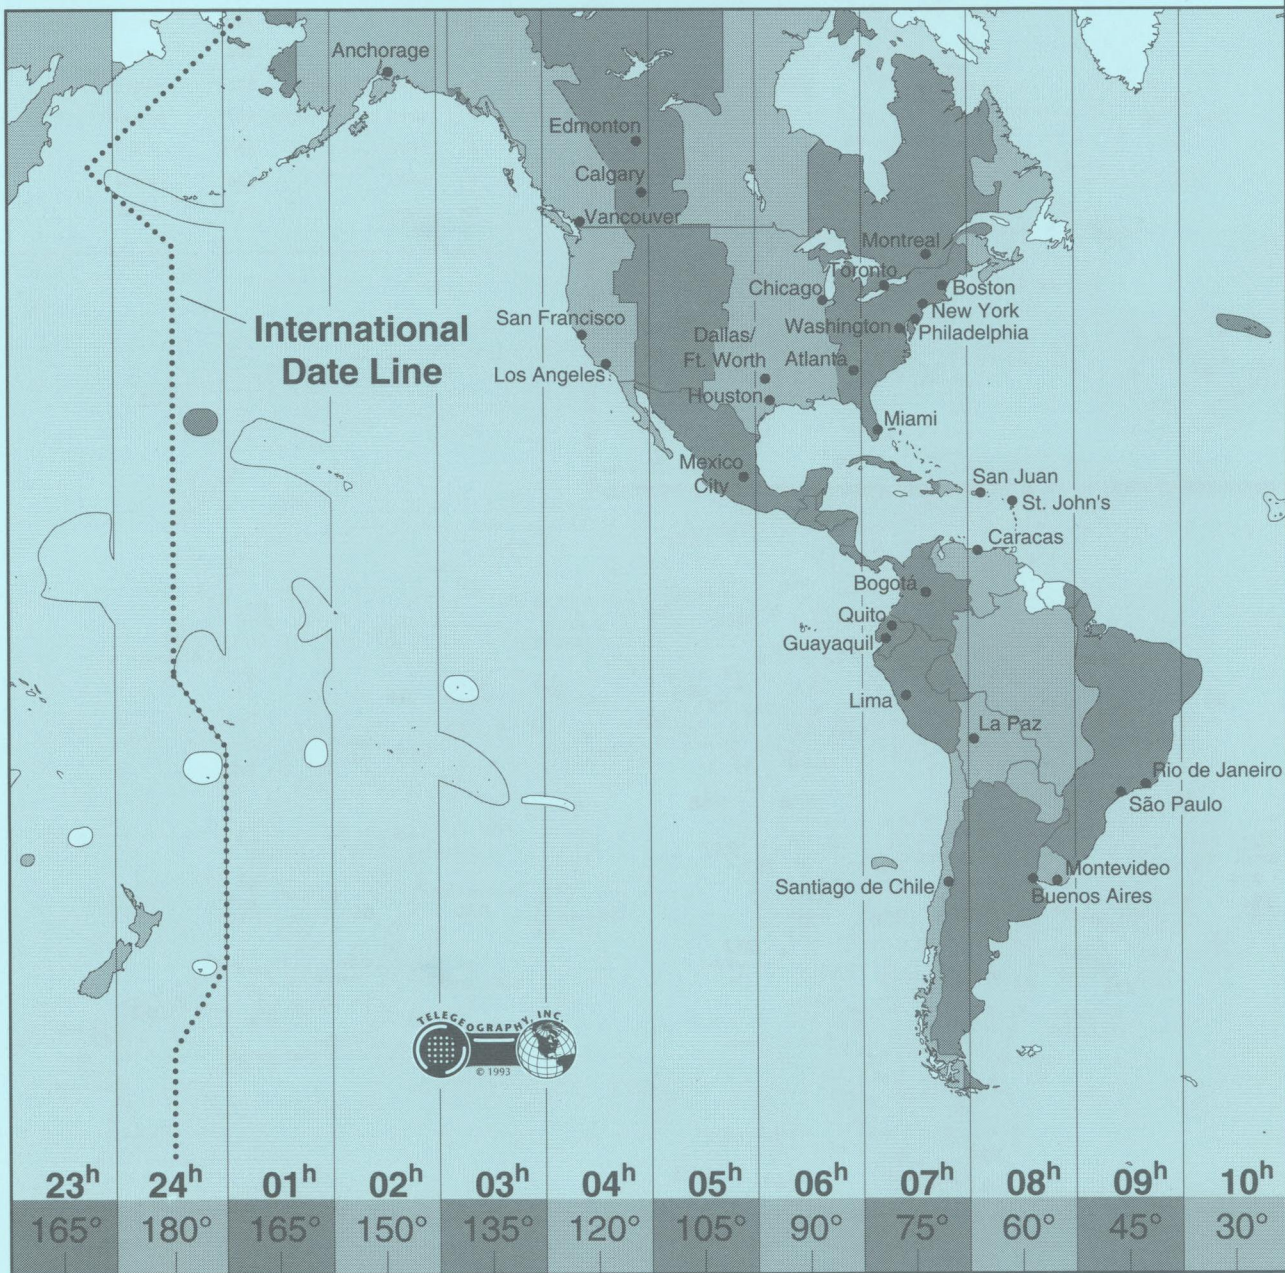 Anchorage
Edmonton
Calgary
Vancouver
Montreal
Toronto
Chicago
Boston
New York
International
Date Line
San Francisco
Washington
Philadelphia
Dallas/
Ft. Worth
Atlanta
Los Angeles
Houston
Miami
Mexico
City
San Juan
St. John's
Caracas
Bogotá
Quito
Guayaquil
Lima
La Paz
Rio de Janeiro
São Paulo
Montevideo
Santiago de Chile
Buenos Aires
TELEGEOGRAPHY, INC.
© 1993
23h 24h 01h 02h 03h 04h 05h 06h 07h 08h 09h 10h
165° 180° 165° 150° 135° 120° 105° 90° 75° 60° 45° 30°